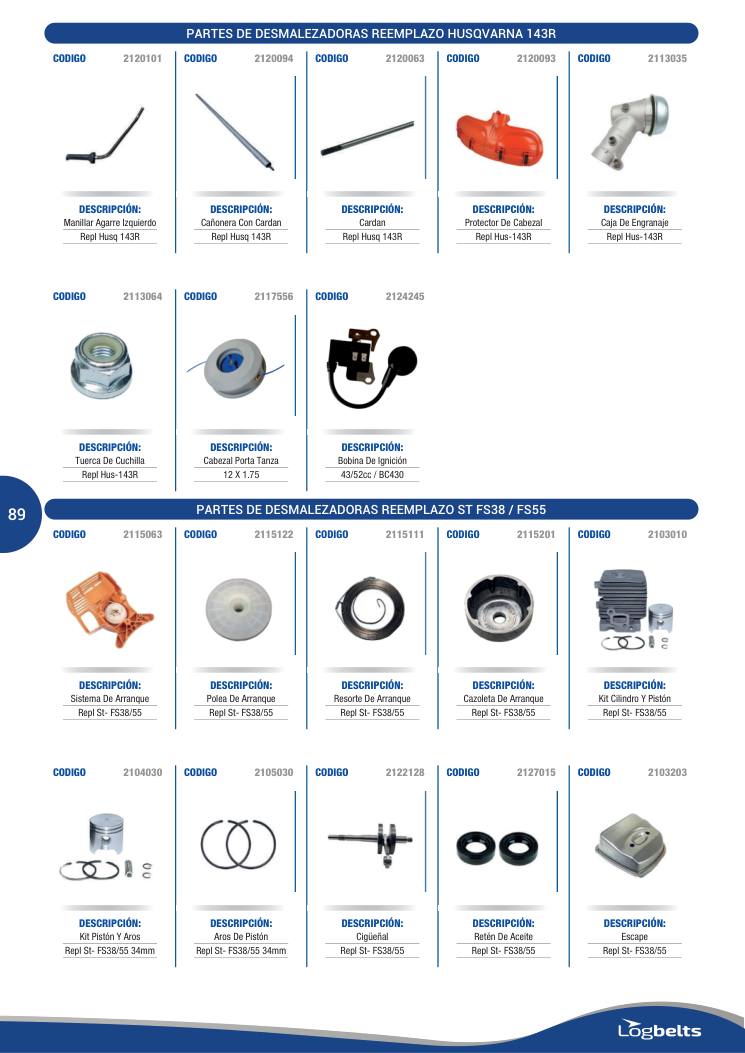 PARTES DE DESMALEZADORAS REEMPLAZO HUSQVARNA 143R
CODIGO 2120101
CODIGO 2120094
CODIGO 2120063
CODIGO 2120093
CODIGO 2113035
DESCRIPCIÓN:
Manillar Agarre Izquierdo
Repl Husq 143R
DESCRIPCIÓN:
Cañonera Con Cardan
Repl Husq 143R
DESCRIPCIÓN:
Cardan
Repl Husq 143R
DESCRIPCIÓN:
Protector De Cabezal
Repl Hus-143R
DESCRIPCIÓN:
Caja De Engranaje
Repl Hus-143R
CODIGO 2113064
CODIGO 2117556
CODIGO 2124245
DESCRIPCIÓN:
Tuerca De Cuchilla
Repl Hus-143R
DESCRIPCIÓN:
Cabezal Porta Tanza
12 X 1.75
DESCRIPCIÓN:
Bobina De Ignición
43/52cc / BC430
89
PARTES DE DESMALEZADORAS REEMPLAZO ST FS38 / FS55
CODIGO 2115063
CODIGO 2115122
CODIGO 2115111
CODIGO 2115201
CODIGO 2103010
DESCRIPCIÓN:
Sistema De Arranque
Repl St- FS38/55
DESCRIPCIÓN:
Polea De Arranque
Repl St- FS38/55
DESCRIPCIÓN:
Resorte De Arranque
Repl St- FS38/55
DESCRIPCIÓN:
Cazoleta De Arranque
Repl St- FS38/55
DESCRIPCIÓN:
Kit Cilindro Y Pistón
Repl St- FS38/55
CODIGO 2104030
CODIGO 2105030
CODIGO 2122128
CODIGO 2127015
CODIGO 2103203
DESCRIPCIÓN:
Kit Pistón Y Aros
Repl St- FS38/55 34mm
DESCRIPCIÓN:
Aros De Pistón
Repl St- FS38/55 34mm
DESCRIPCIÓN:
Cigüeñal
Repl St- FS38/55
DESCRIPCIÓN:
Retén De Aceite
Repl St- FS38/55
DESCRIPCIÓN:
Escape
Repl St- FS38/55
Logbelts